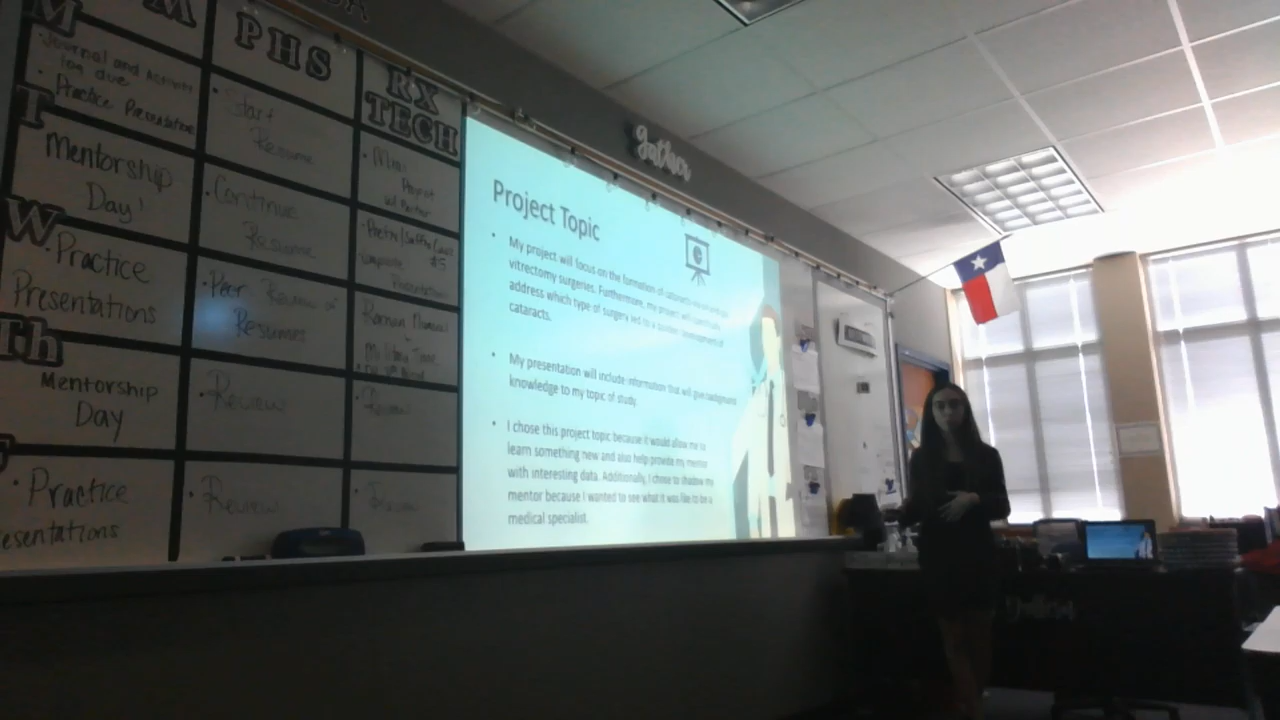 M
P H S
RX
TECH
Journal and Activity
log due
• Practice Presentation
• Start
Resume
T
Mentorship
Day!
• Continue
Resume
W
• Practice
Presentations
• Peer Review of
Resumes
Th
Mentorship
Day
• Review
• Review
• Practice
esentations
• Review
• Review
gather
Project Topic
• My project will focus on the formation of cataracts
vitrectomy surgeries. Furthermore, my project will
address which type of surgery led to a development of
cataracts.
• My presentation will include information that will give background
knowledge to my topic of study.
• I chose this project topic because it would allow me to
learn something new and also help provide my mentor
with interesting data. Additionally, I chose to shadow my
mentor because I wanted to see what it was like to be a
medical specialist.